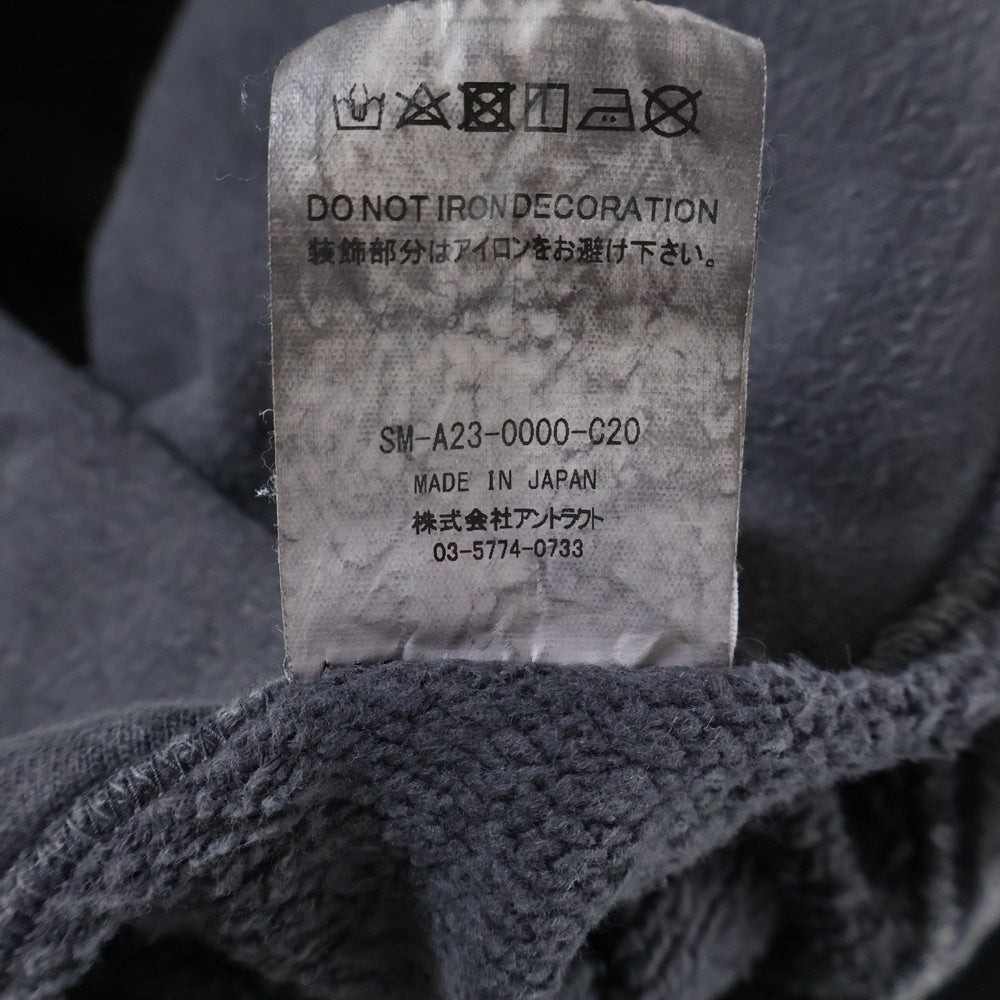 DO NOT IRON DECORATION
装飾部分はアイロンをお避け下さい。
SM-A23-0000-C20
MADE IN JAPAN
株式会社アントラクト
03-5774-0733